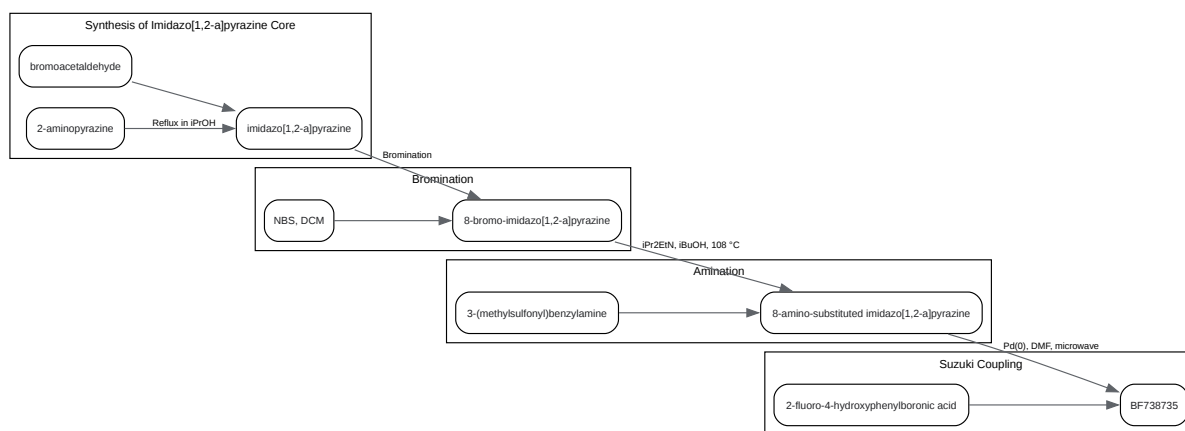 Synthesis of Imidazo[1,2-a]pyrazine Core
bromoacetaldehyde
2-aminopyrazine
Reflux in iPrOH
imidazo[1,2-a]pyrazine
Bromination
Bromination
NBS, DCM
8-bromo-imidazo[1,2-a]pyrazine
iPr2EtN, iBuOH, 108 °C
Amination
3-(methylsulfonyl)benzylamine
8-amino-substituted imidazo[1,2-a]pyrazine
Pd(0), DMF, microwave
Suzuki Coupling
2-fluoro-4-hydroxyphenylboronic acid
BF738735